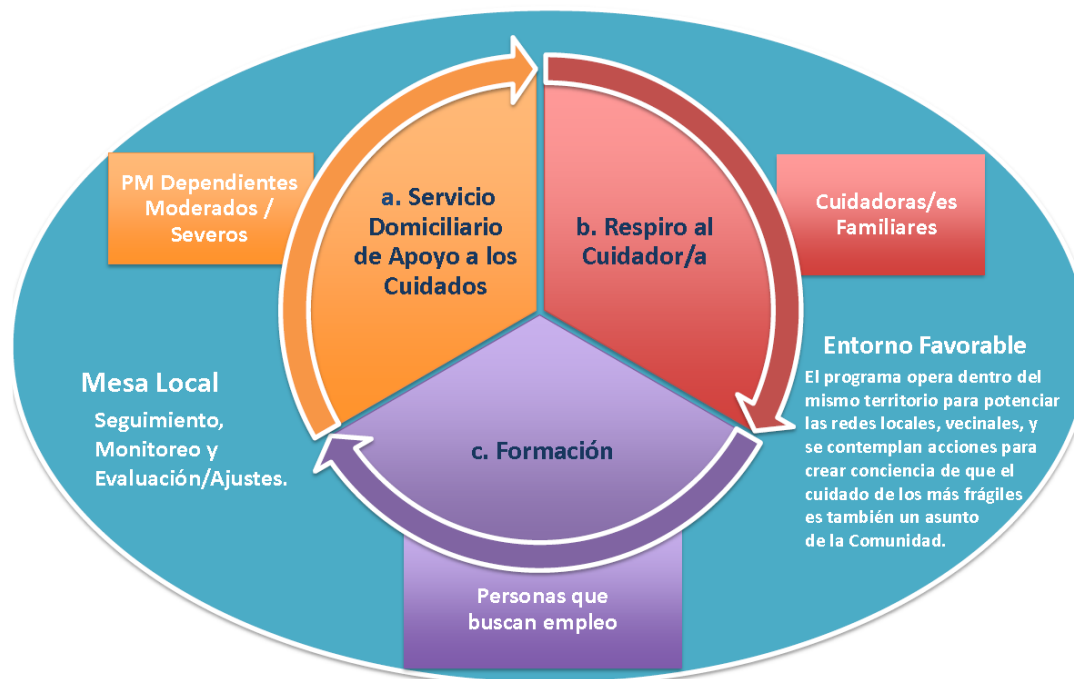 PM Dependientes
Moderados /
Severos
a. Servicio
Domiciliario
de Apoyo a los
Cuidados
b. Respiro al
Cuidador/a
Cuidadoras/es
Familiares
Mesa Local
Seguimiento,
Monitoreo y
Evaluación/Ajustes.
c. Formación
Entorno Favorable
El programa opera dentro del
mismo territorio para potenciar
las redes locales, vecinales, y
se contemplan acciones para
crear conciencia de que el
cuidado de los más frágiles
es también un asunto
de la Comunidad.
Personas que
buscan empleo